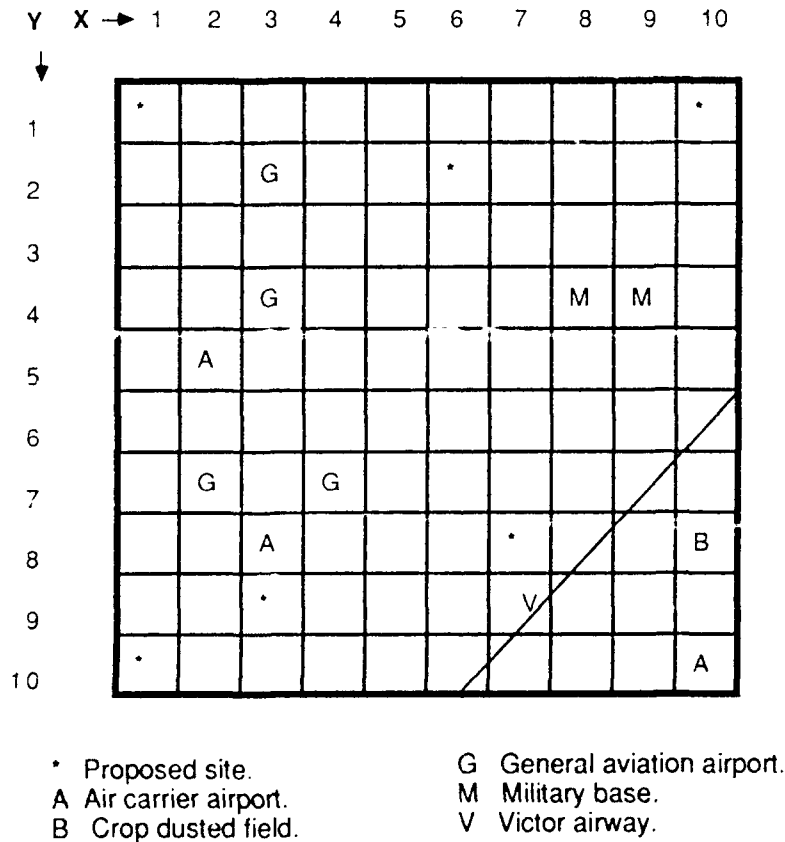 Y X 1 2 3 4 5 6 7 8 9 10
1 * *
2 G *
3
4 G M M
5 A
6
7 G G
8 A * B
9 * V
10 * A
* Proposed site.
A Air carrier airport.
B Crop dusted field.
G General aviation airport.
M Military base.
V Victor airway.